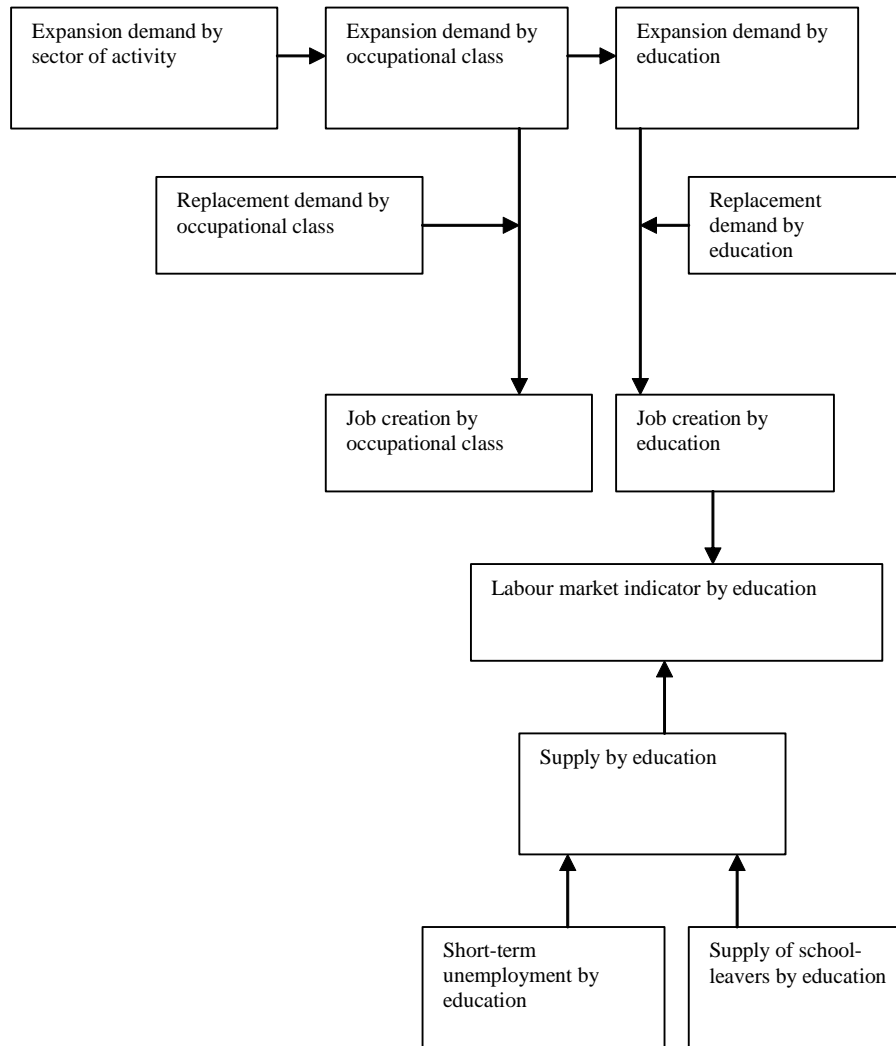 Expansion demand by
sector of activity
Expansion demand by
occupational class
Expansion demand by
education
Replacement demand by
occupational class
Replacement
demand by
education
Job creation by
occupational class
Job creation by
education
Labour market indicator by education
Supply by education
Short-term
unemployment by
education
Supply of school-
leavers by education